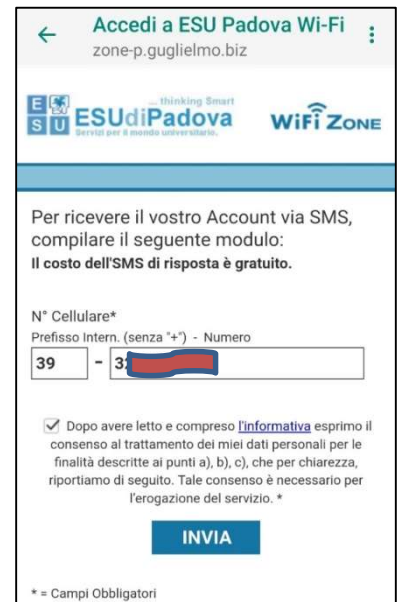 Accedi a ESU Padova Wi-Fi
zone-p.guglielmo.biz
E S U
... thinking Smart
ESUdiPadova
Servizi per il mondo universitario.
WiFi ZONE
Per ricevere il vostro Account via SMS,
compilare il seguente modulo:
Il costo dell'SMS di risposta è gratuito.
N° Cellulare*
Prefisso Intern. (senza "+") - Numero
39 - 32
Dopo avere letto e compreso l'informativa esprimo il
consenso al trattamento dei miei dati personali per le
finalità descritte ai punti a), b), c), che per chiarezza,
riportiamo di seguito. Tale consenso è necessario per
l'erogazione del servizio. *
INVIA
* = Campi Obbligatori